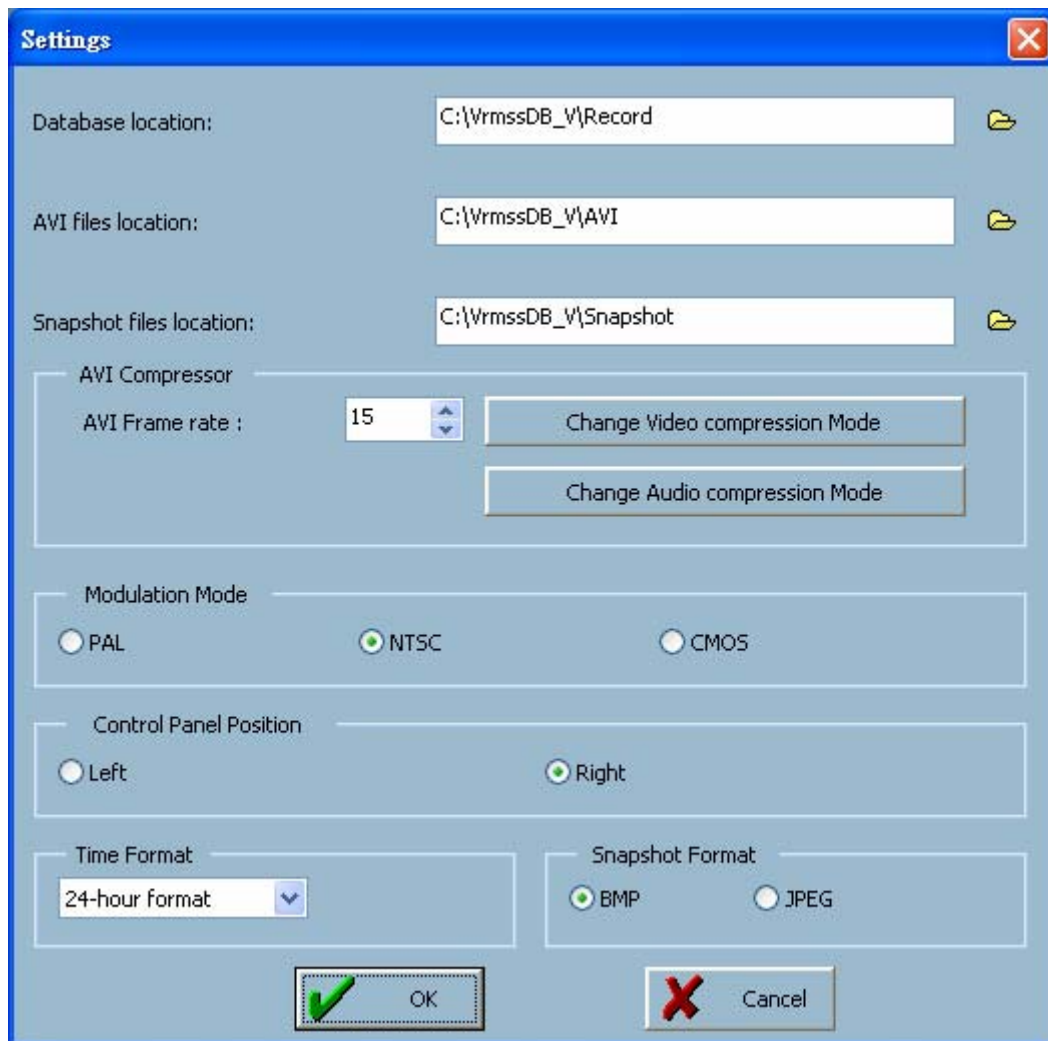 Settings
Database location: C:\VrmssDB_V\Record
AVI files location: C:\VrmssDB_V\AVI
Snapshot files location: C:\VrmssDB_V\Snapshot
AVI Compressor
AVI Frame rate : 15 Change Video compression Mode
Change Audio compression Mode
Modulation Mode
PAL NTSC CMOS
Control Panel Position
Left Right
Time Format Snapshot Format
24-hour format BMP JPEG
OK Cancel